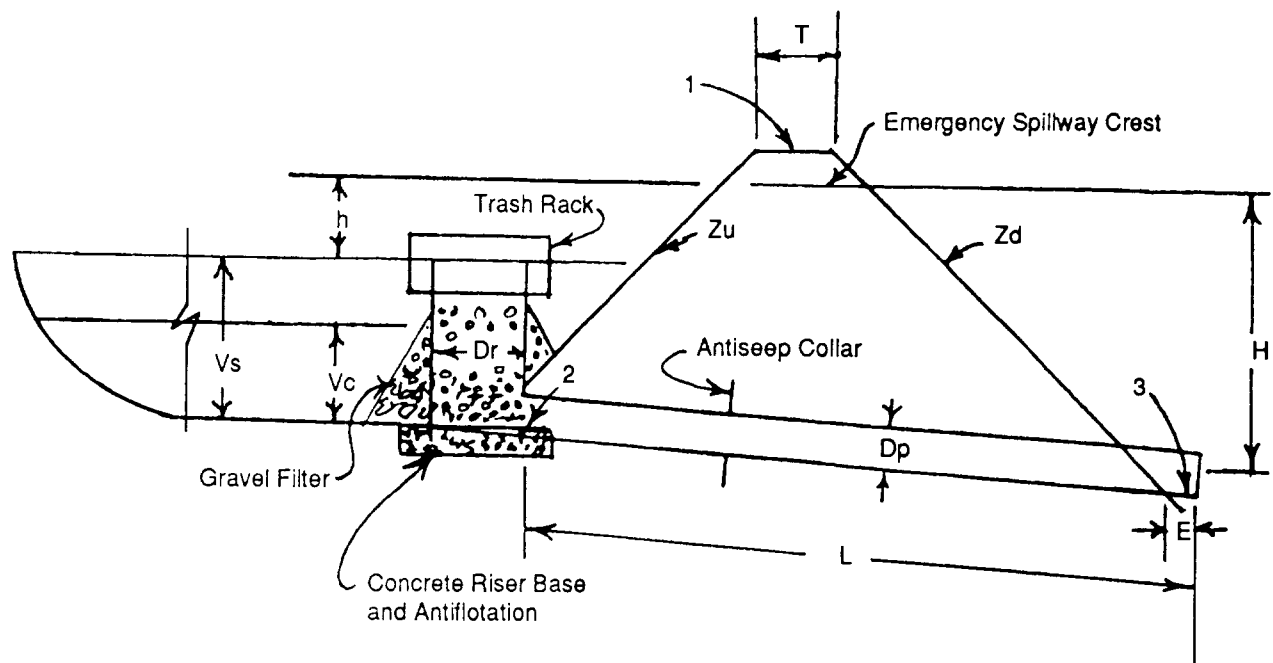 T
1
Emergency Spillway Crest
h
Trash Rack
Zu
Zd
H
Antiseep Collar
Vs
Vc
Dr
2
3
Dp
Gravel Filter
E
L
Concrete Riser Base
and Antiflotation